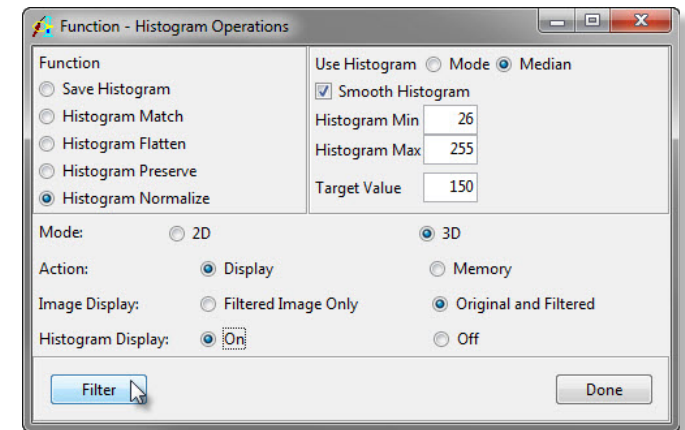 Function - Histogram Operations
Function
Save Histogram
Histogram Match
Histogram Flatten
Histogram Preserve
Histogram Normalize
Use Histogram Mode Median
Smooth Histogram
Histogram Min 26
Histogram Max 255
Target Value 150
Mode: 2D 3D
Action: Display Memory
Image Display: Filtered Image Only Original and Filtered
Histogram Display: On Off
Filter Done